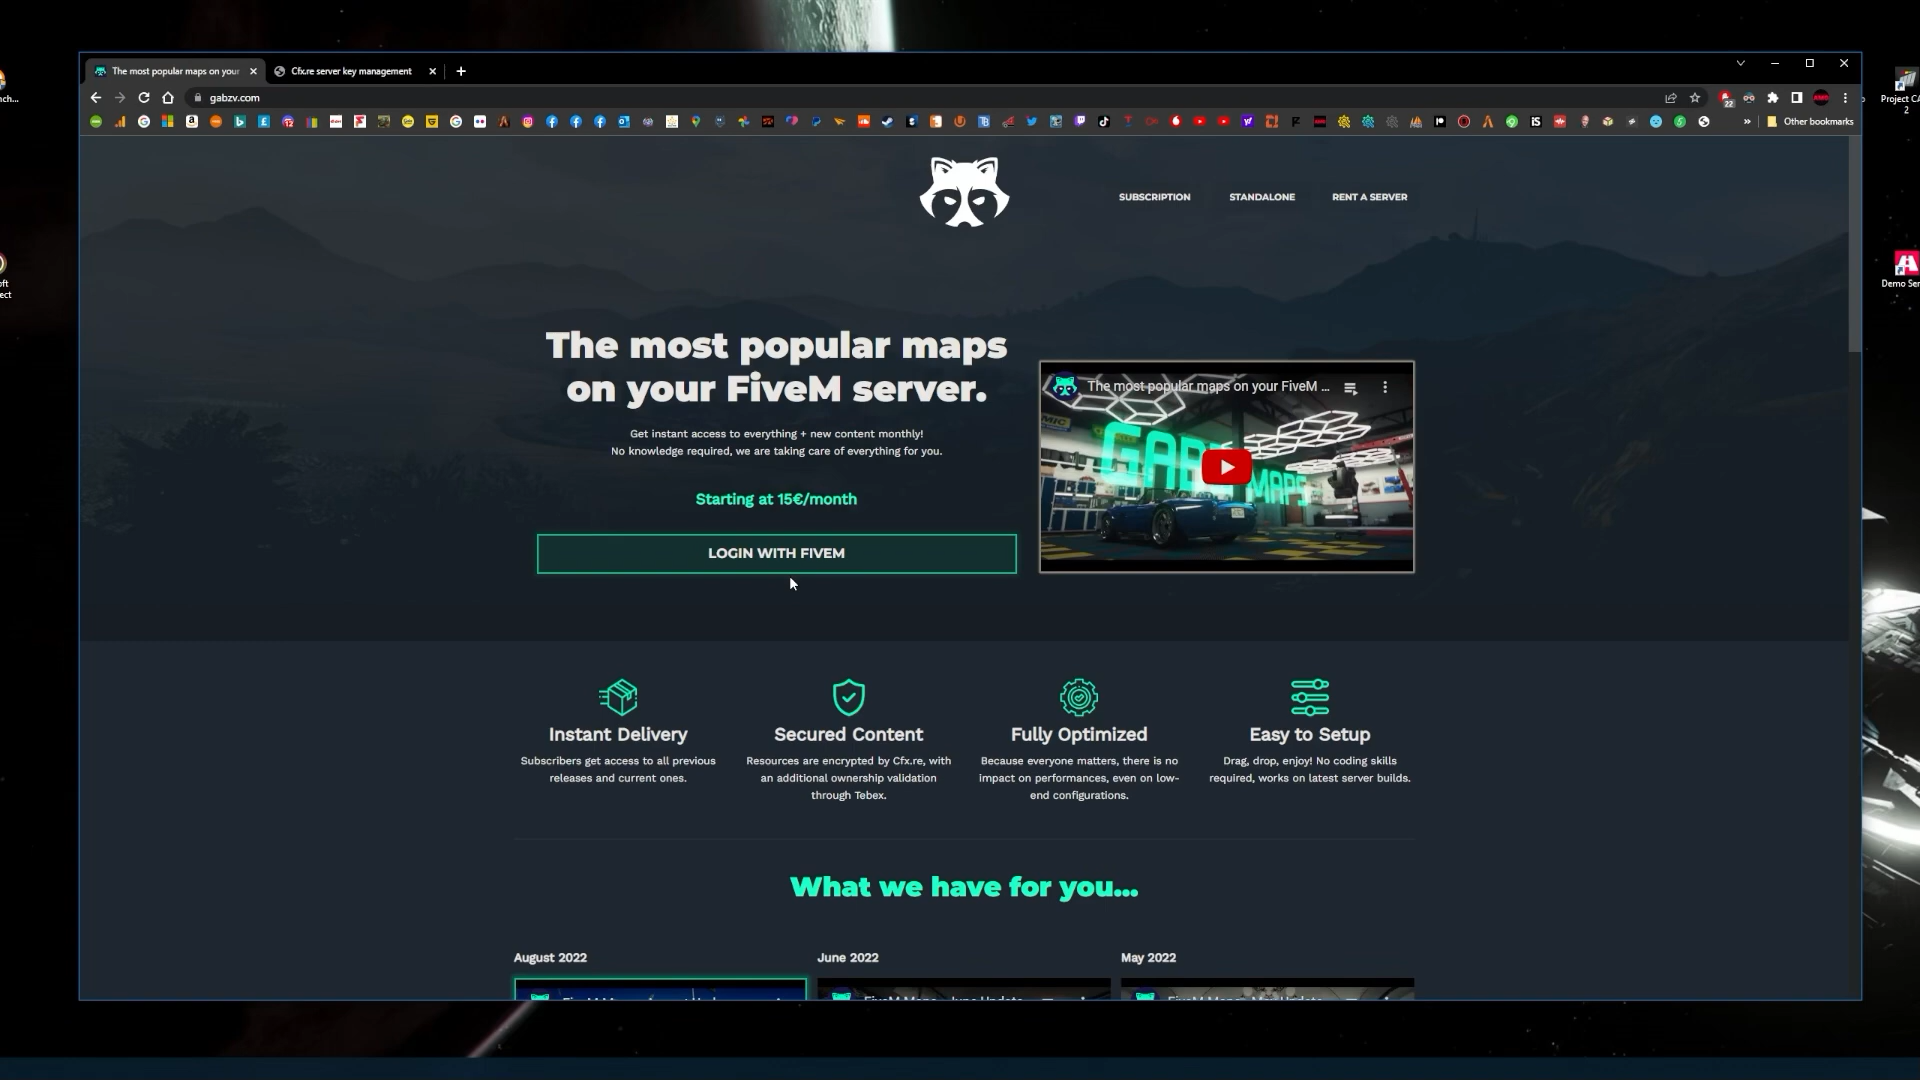 The most popular maps on your
Cfx.re server key management
gabzv.com
22
Other bookmarks
Project CA
2
Demo Ser
SUBSCRIPTION
STANDALONE
RENT A SERVER
The most popular maps
on your FiveM server.
Get instant access to everything + new content monthly!
No knowledge required, we are taking care of everything for you.
Starting at 15€/month
LOGIN WITH FIVEM
The most popular maps on your FiveM ...
MAPS
Instant Delivery
Subscribers get access to all previous
releases and current ones.
Secured Content
Resources are encrypted by Cfx.re, with
an additional ownership validation
through Tebex.
Fully Optimized
Because everyone matters, there is no
impact on performances, even on low-
end configurations.
Easy to Setup
Drag, drop, enjoy! No coding skills
required, works on latest server builds.
What we have for you...
August 2022
June 2022
May 2022